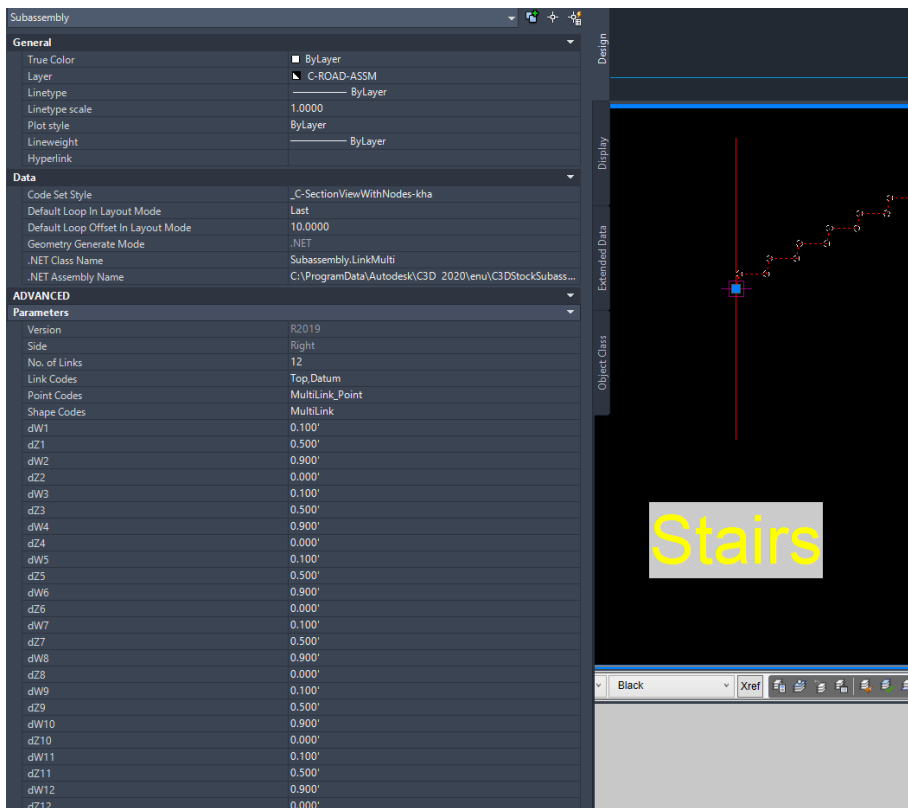 Subassembly
General
True Color ByLayer
Layer C-ROAD-ASSM
Linetype ByLayer
Linetype scale 1.0000
Plot style ByLayer
Lineweight ByLayer
Hyperlink
Data
Code Set Style _C-SectionViewWithNodes-kha
Default Loop In Layout Mode Last
Default Loop Offset In Layout Mode 10.0000
Geometry Generate Mode .NET
.NET Class Name Subassembly.LinkMulti
.NET Assembly Name C:\ProgramData\Autodesk\C3D 2020\enu\C3DStockSubass...
ADVANCED
Parameters
Version R2019
Side Right
No. of Links 12
Link Codes Top,Datum
Point Codes MultiLink_Point
Shape Codes MultiLink
dW1 0.100'
dZ1 0.500'
dW2 0.900'
dZ2 0.000'
dW3 0.100'
dZ3 0.500'
dW4 0.900'
dZ4 0.000'
dW5 0.100'
dZ5 0.500'
dW6 0.900'
dZ6 0.000'
dW7 0.100'
dZ7 0.500'
dW8 0.900'
dZ8 0.000'
dW9 0.100'
dZ9 0.500'
dW10 0.900'
dZ10 0.000'
dW11 0.100'
dZ11 0.500'
dW12 0.900'
dZ12 0.000'
Design
Display
Extended Data
Object Class
Stairs
Black Xref